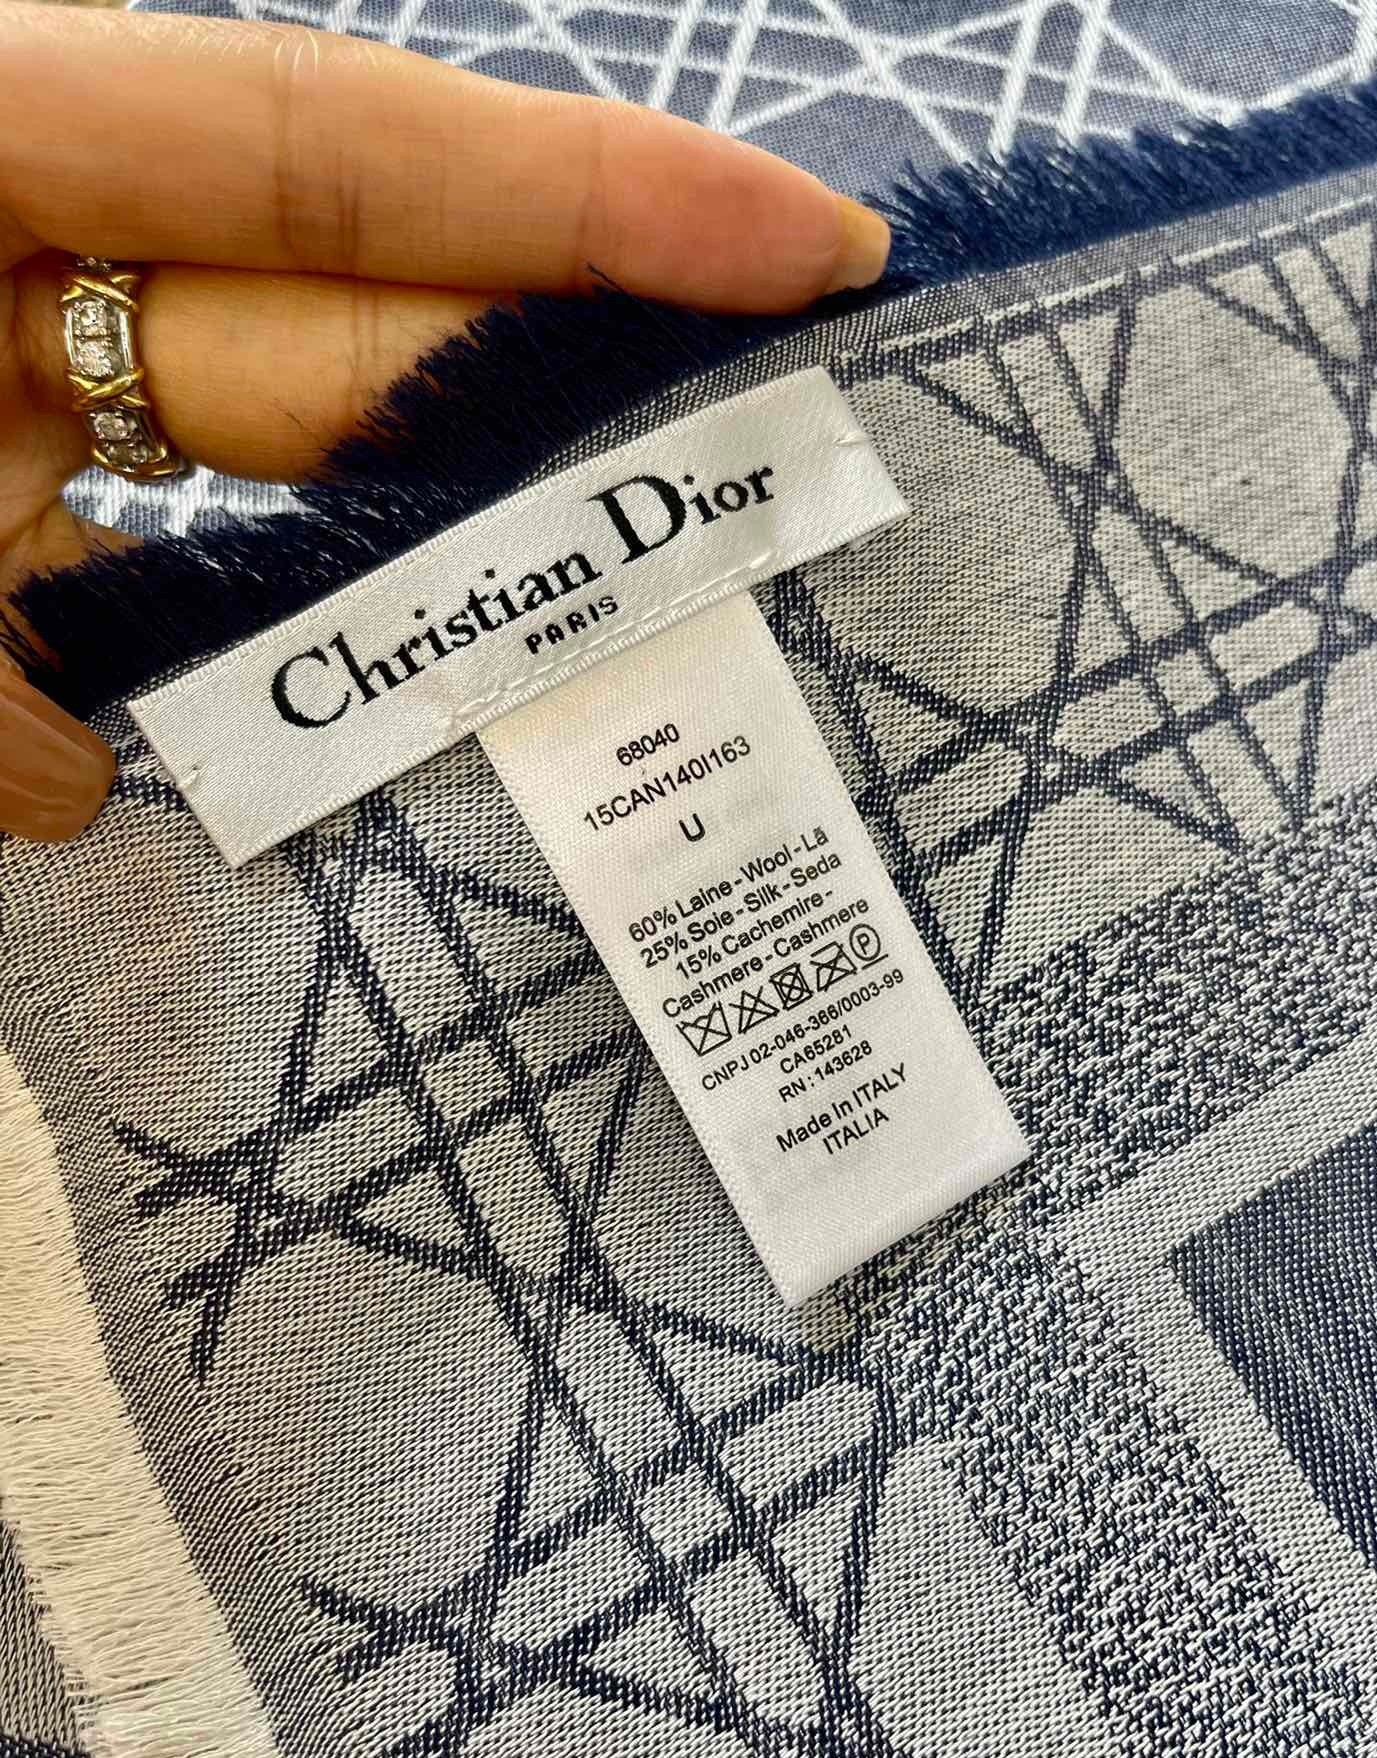 Christian Dior
PARIS
68040
15CAN140I163
U
60% Laine-Wool-Lã
25% Soie-Silk-Seda
15% Cachemire-
Cashmere-Cashmere
P
CNPJ 02-046-366/0003-99
CA65281
RN: 143628
Made In ITALY
ITALIA